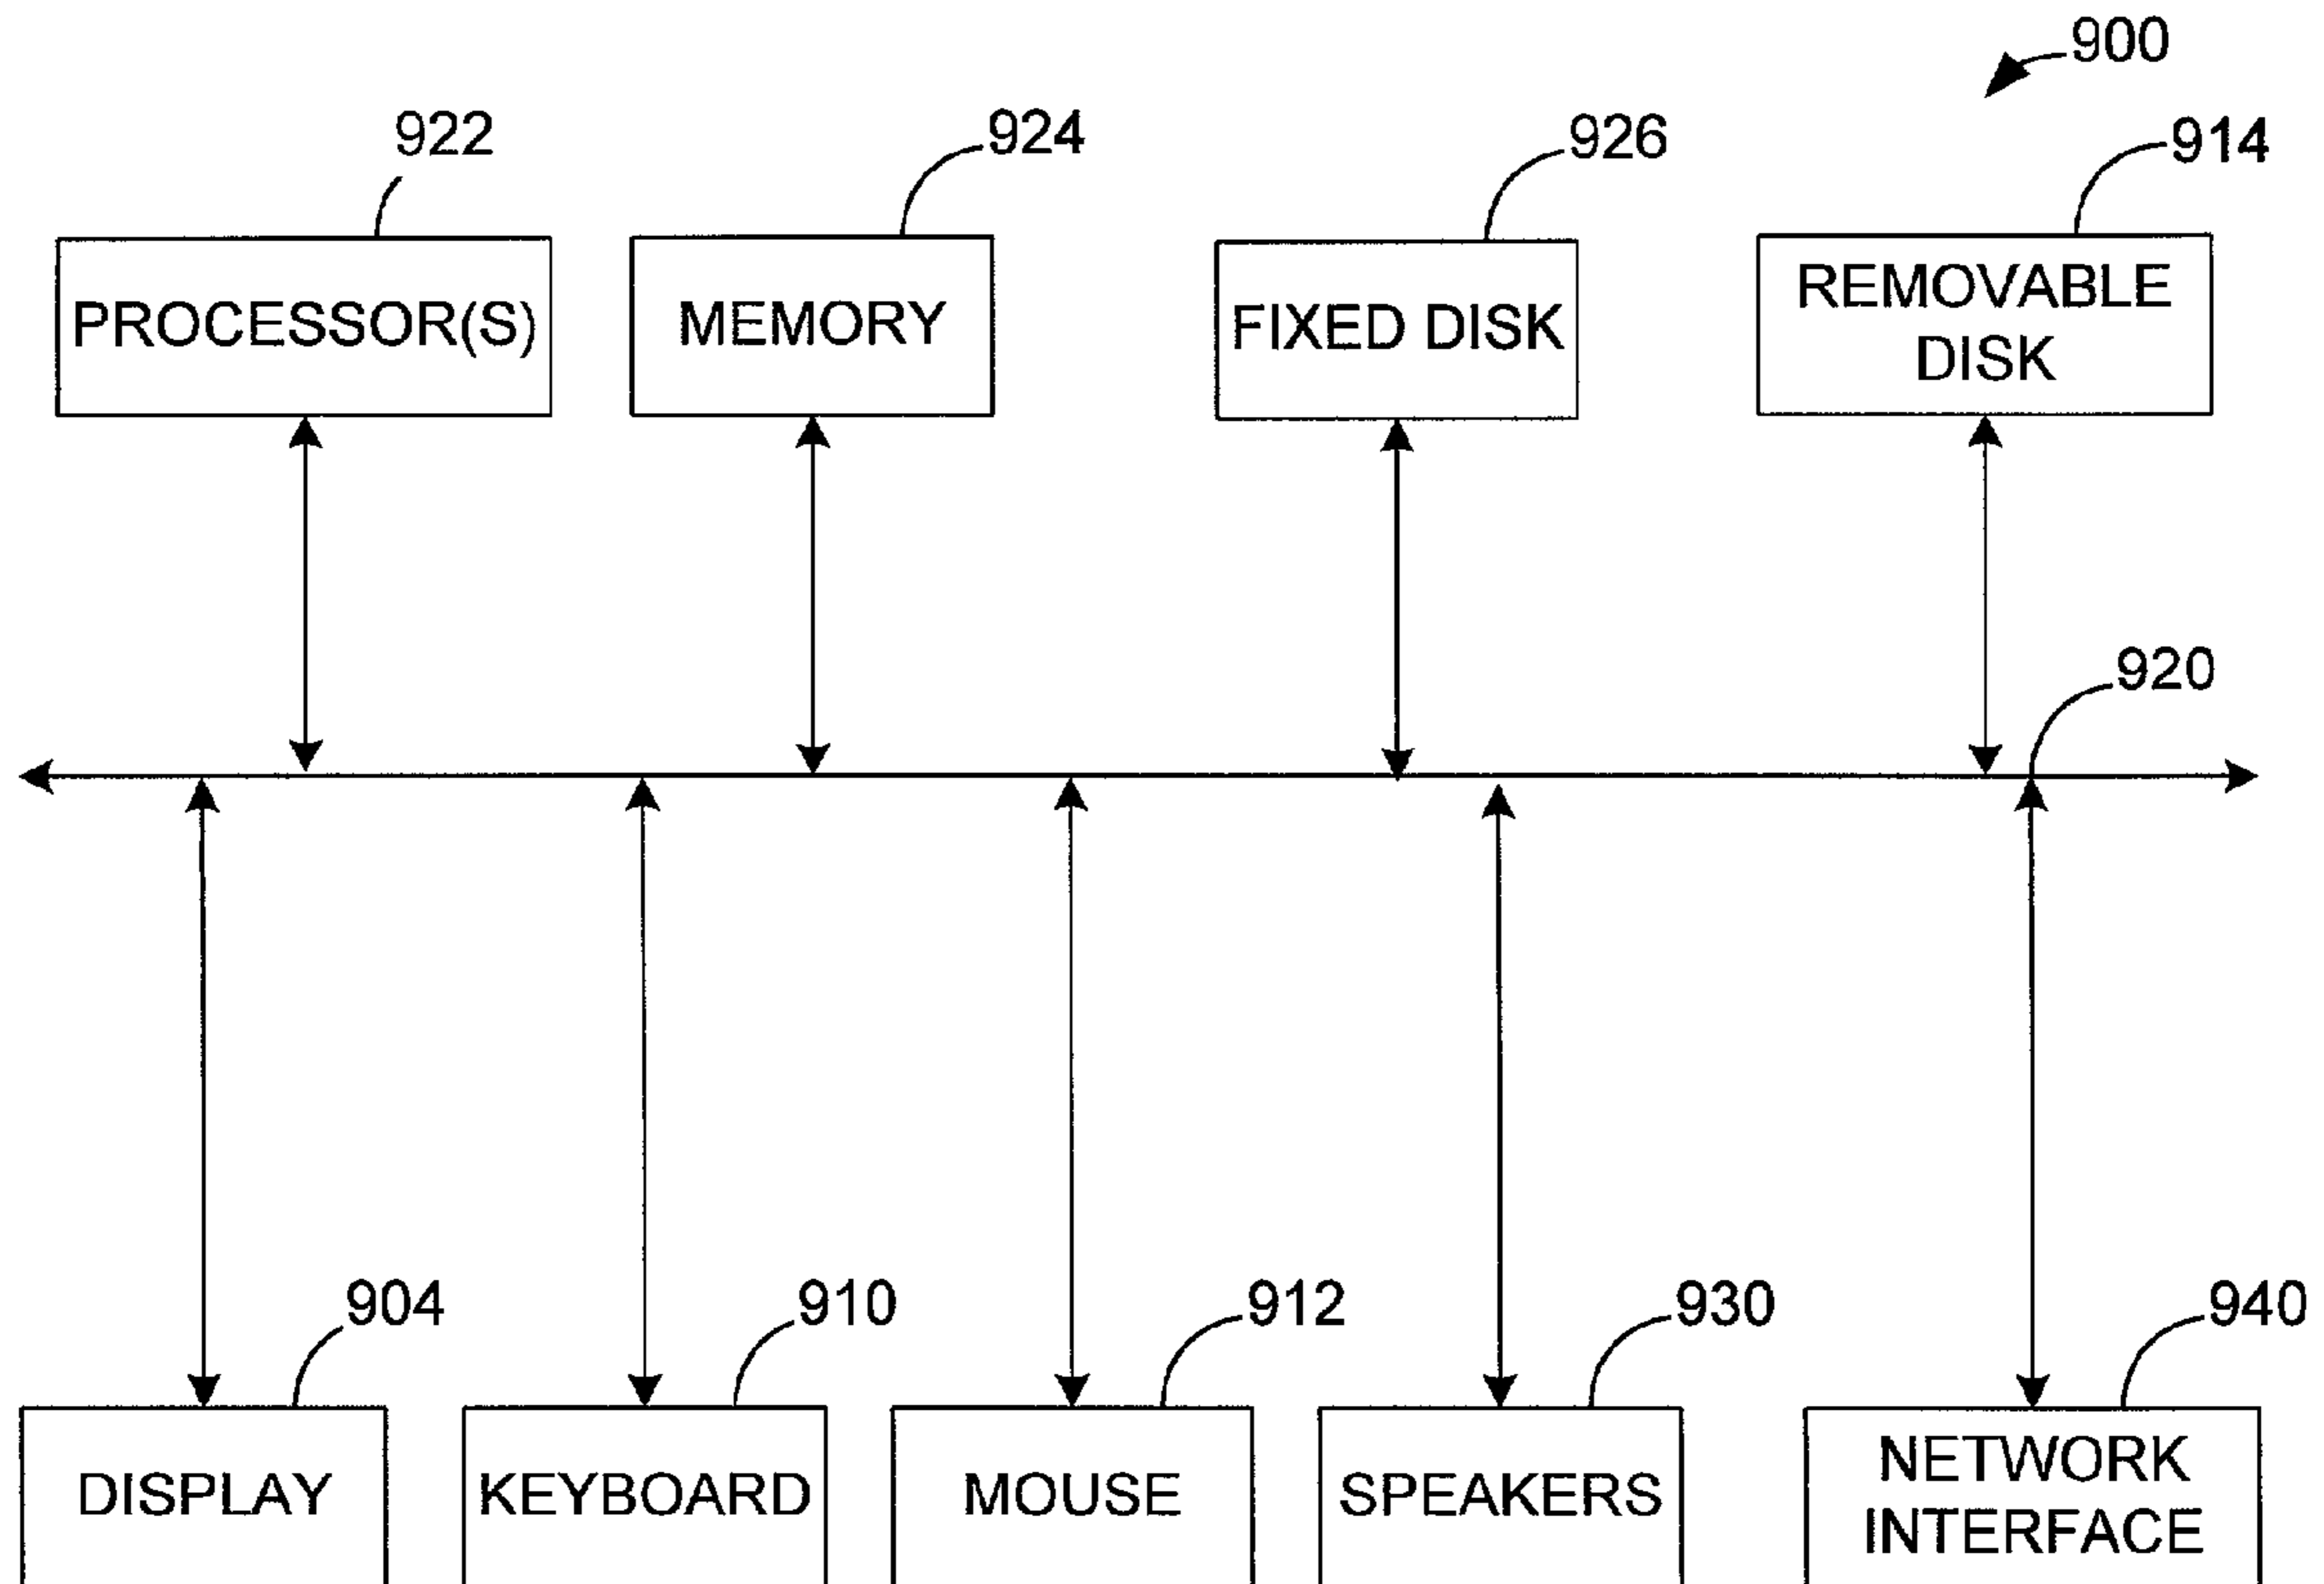 900
922
924
926
914
PROCESSOR(S)
MEMORY
FIXED DISK
REMOVABLE
DISK
920
904
910
912
930
940
DISPLAY
KEYBOARD
MOUSE
SPEAKERS
NETWORK
INTERFACE